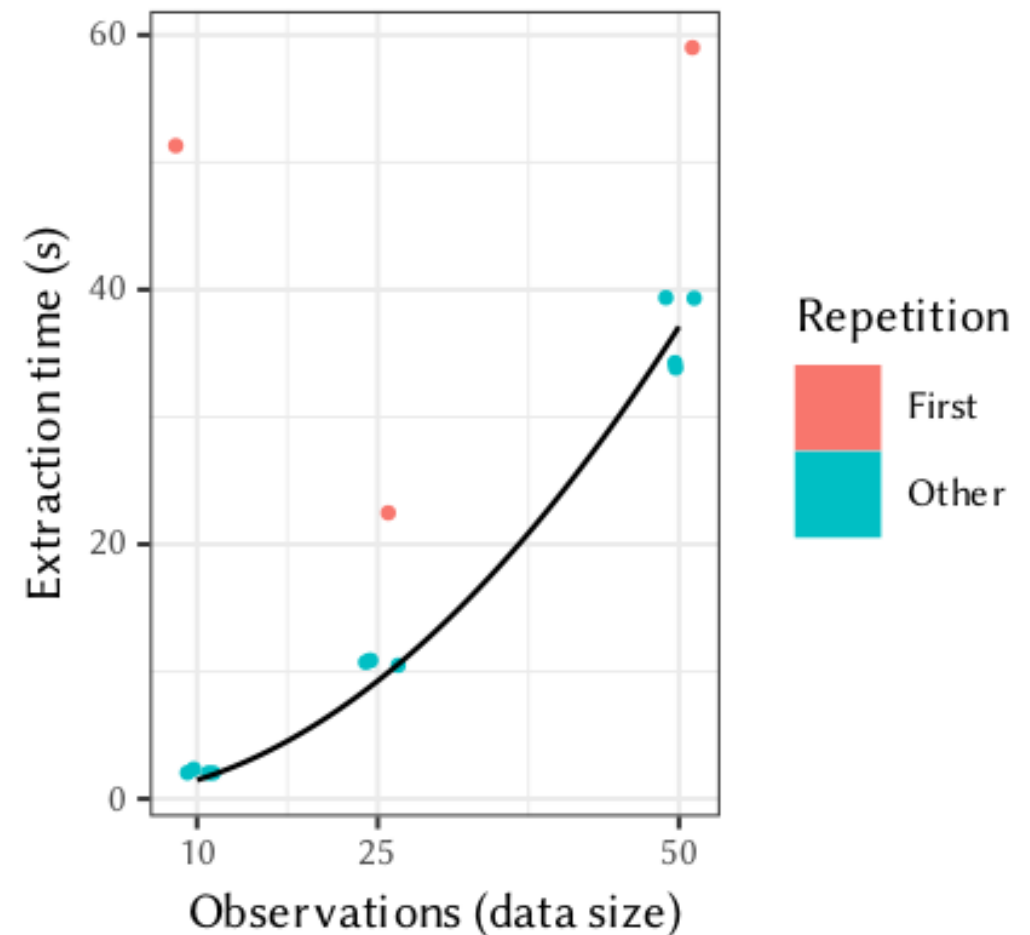 60
40
20
0
Extraction time (s)
10 25 50
Observations (data size)
Repetition
First
Other